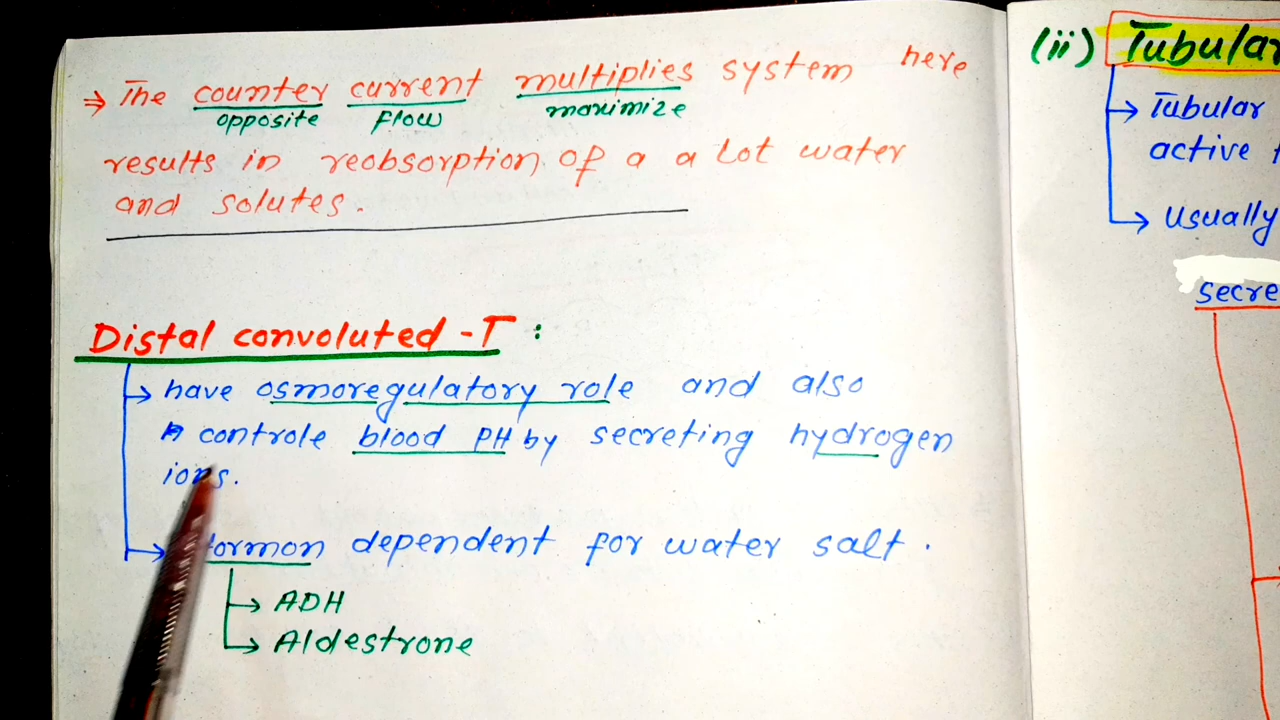 ⇒ The counter current multiplies system here
opposite flow maximize
results in reobsorption of a a lot water
and solutes.
Distal convoluted -T :
→ have osmoregulatory role and also
controle blood PH by secreting hydrogen
ions.
→ Hormon dependent for water salt.
→ ADH
→ Aldestrone
(ii) Tubular
→ Tubular
active
→ Usually
secre